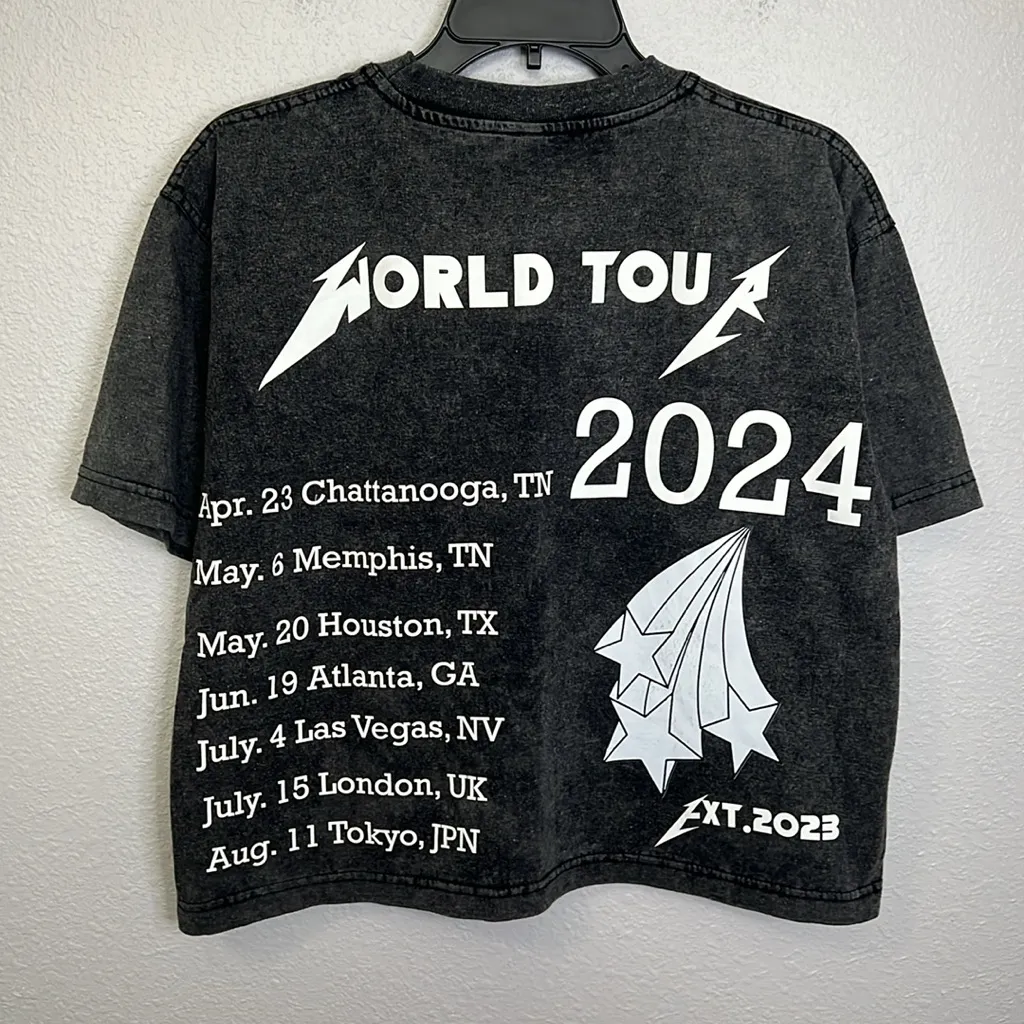 WORLD TOUR
2024
Apr. 23 Chattanooga, TN
May. 6 Memphis, TN
May. 20 Houston, TX
Jun. 19 Atlanta, GA
July. 4 Las Vegas, NV
July. 15 London, UK
Aug. 11 Tokyo, JPN
EXT.2023